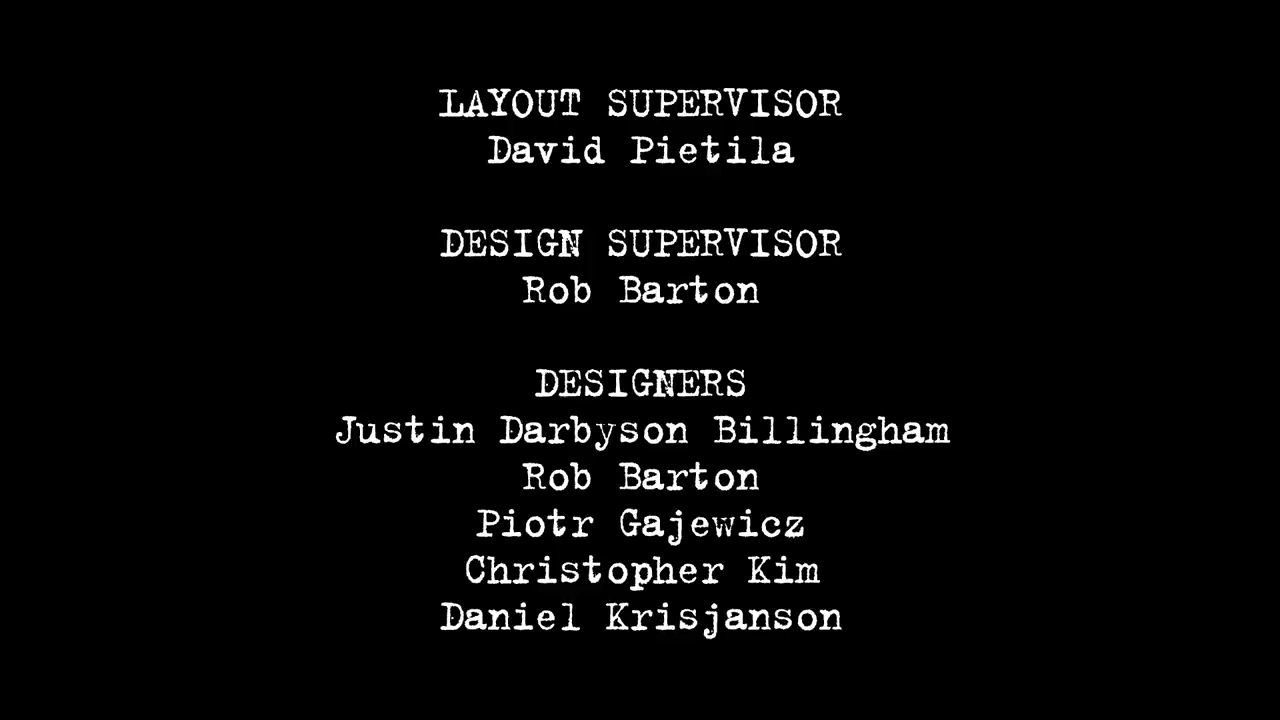 LAYOUT SUPERVISOR
David Pietila
DESIGN SUPERVISOR
Rob Barton
DESIGNERS
Justin Darbyson Billingham
Rob Barton
Piotr Gajewicz
Christopher Kim
Daniel Krisjanson